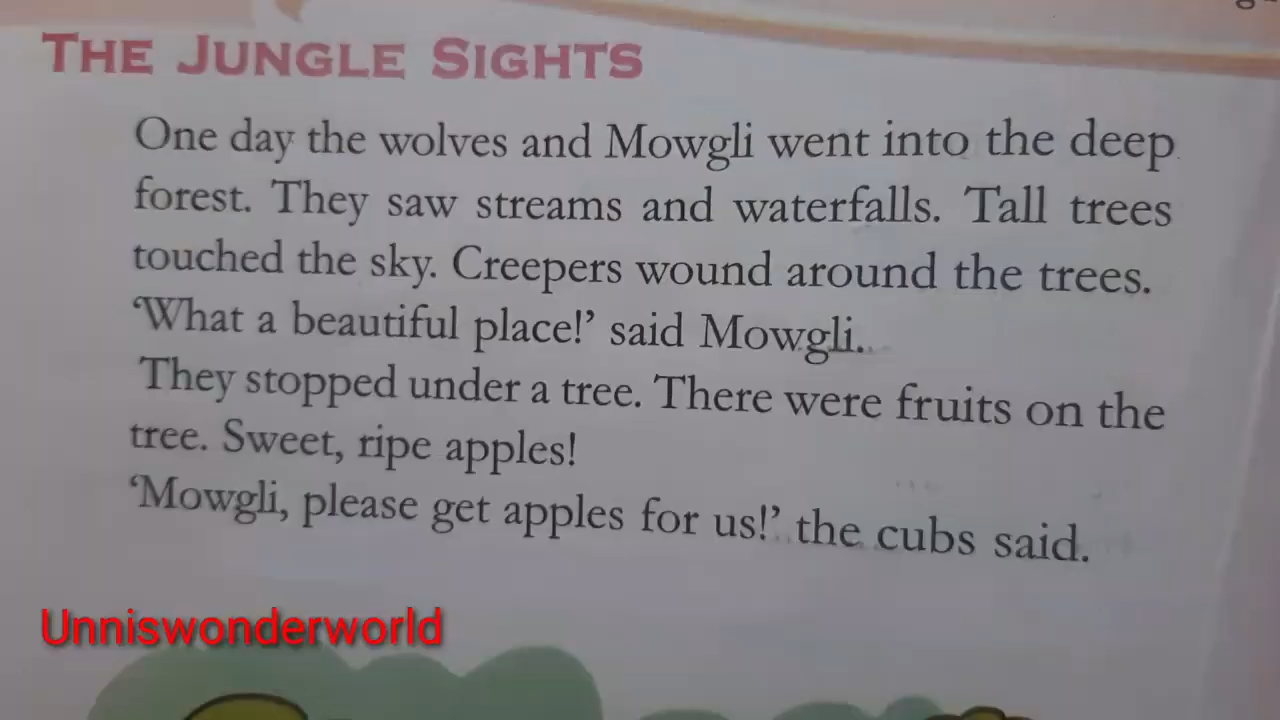 THE JUNGLE SIGHTS
One day the wolves and Mowgli went into the deep
forest. They saw streams and waterfalls. Tall trees
touched the sky. Creepers wound around the trees.
‘What a beautiful place!’ said Mowgli.
They stopped under a tree. There were fruits on the
tree. Sweet, ripe apples!
‘Mowgli, please get apples for us!’ the cubs said.
Unniswonderworld